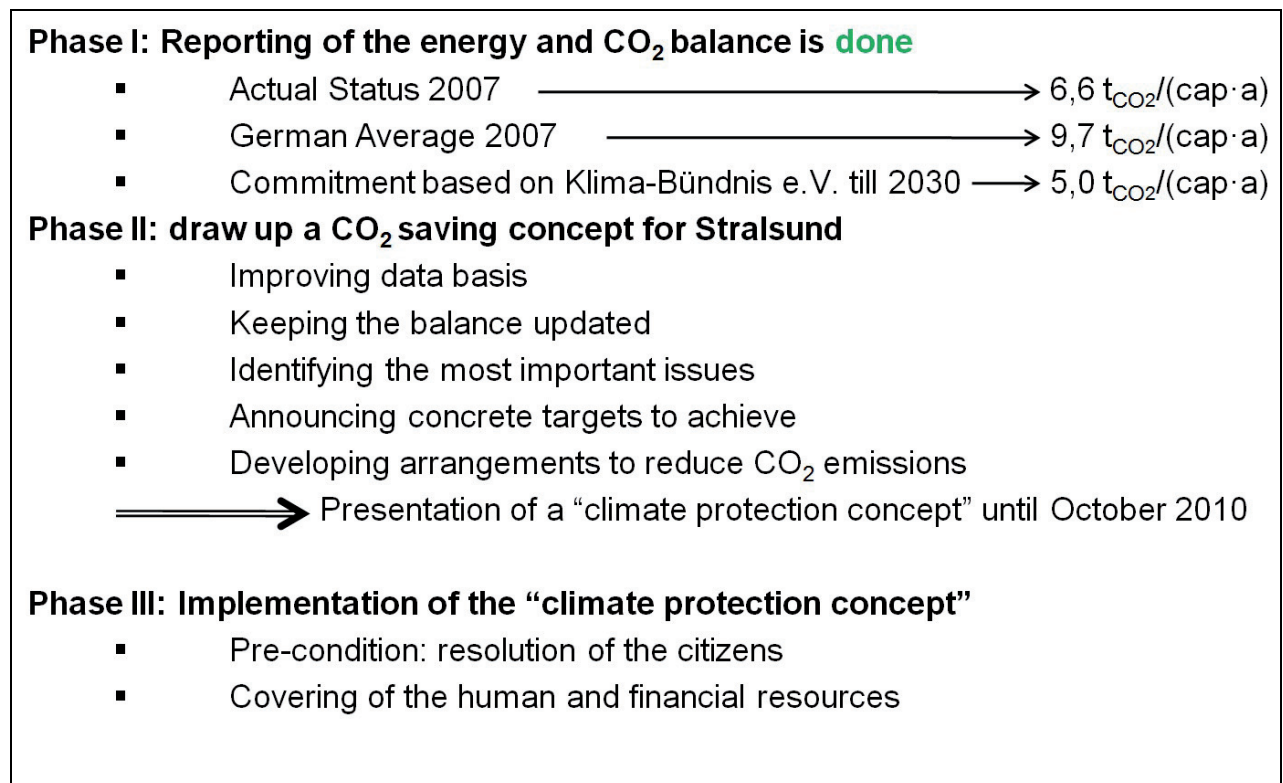 Phase I: Reporting of the energy and CO₂ balance is done
▪ Actual Status 2007 ⟶ 6,6 t_CO2/(cap·a)
▪ German Average 2007 ⟶ 9,7 t_CO2/(cap·a)
▪ Commitment based on Klima-Bündnis e.V. till 2030 ⟶ 5,0 t_CO2/(cap·a)
Phase II: draw up a CO₂ saving concept for Stralsund
▪ Improving data basis
▪ Keeping the balance updated
▪ Identifying the most important issues
▪ Announcing concrete targets to achieve
▪ Developing arrangements to reduce CO₂ emissions
⟹ Presentation of a “climate protection concept” until October 2010
Phase III: Implementation of the “climate protection concept”
▪ Pre-condition: resolution of the citizens
▪ Covering of the human and financial resources